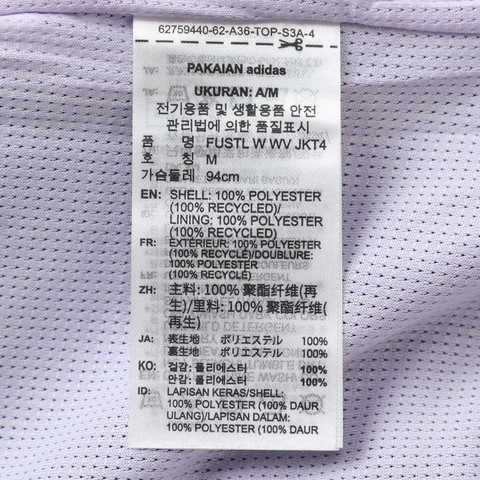 62759440-62-A36-TOP-S3A-4
PAKAIAN adidas
UKURAN: A/M
전기용품 및 생활용품 안전
관리법에 의한 품질표시
품 명 FUSTL W WV JKT4
호 칭 M
가슴둘레 94cm
EN: SHELL: 100% POLYESTER
(100% RECYCLED)/
LINING: 100% POLYESTER
(100% RECYCLED)
FR: EXTÉRIEUR: 100% POLYESTER
(100% RECYCLÉ)/DOUBLURE:
100% POLYESTER
(100% RECYCLÉ)
ZH: 主料: 100% 聚酯纤维(再
生)/里料: 100% 聚酯纤维(
再生)
JA: 表生地 ポリエステル 100%
裏生地 ポリエステル 100%
KO: 겉감: 폴리에스터 100%
안감: 폴리에스터 100%
ID: LAPISAN KERAS/SHELL:
100% POLYESTER (100% DAUR
ULANG)/LAPISAN DALAM:
100% POLYESTER (100% DAUR